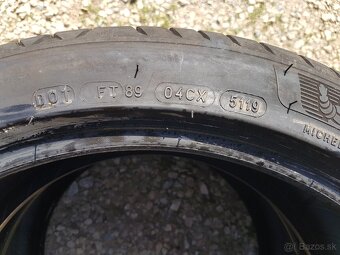 DOT FT 89 04CX 5119
MICHE
bazos.sk